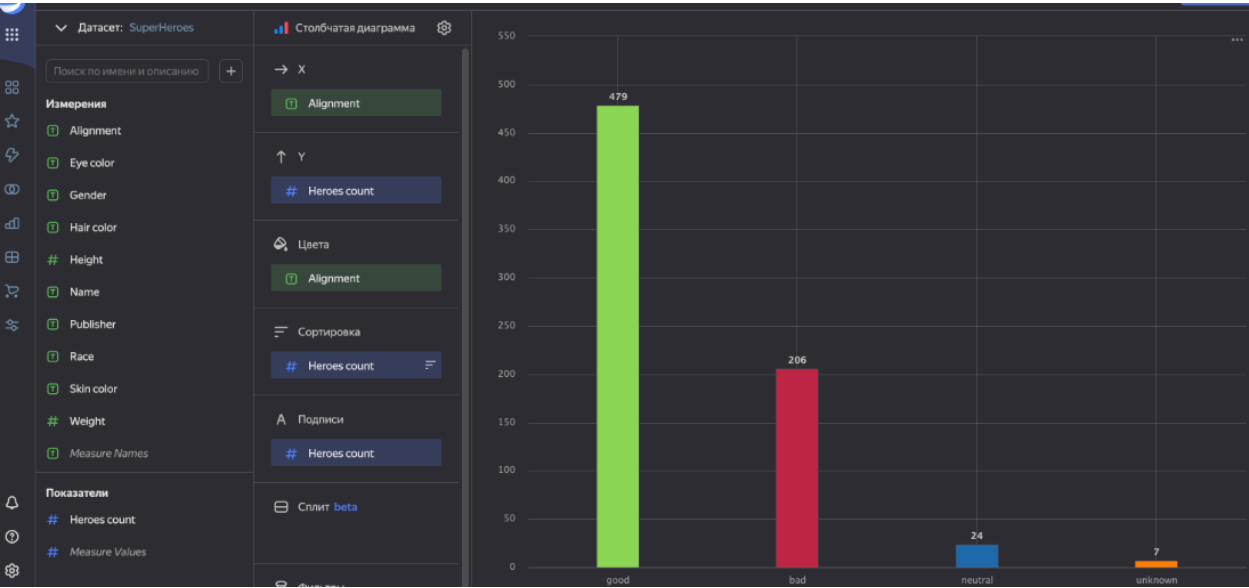 Датасет: SuperHeroes
Поиск по имени и описанию
+
Измерения
Alignment
Eye color
Gender
Hair color
# Height
Name
Publisher
Race
Skin color
# Weight
Measure Names
Показатели
# Heroes count
# Measure Values
Столбчатая диаграмма
→ X
Alignment
↑ Y
# Heroes count
Цвета
Alignment
Сортировка
# Heroes count
A Подписи
# Heroes count
Сплит beta
Фильтры
550
500
450
400
350
300
250
200
150
100
50
0
479
206
24
7
good
bad
neutral
unknown